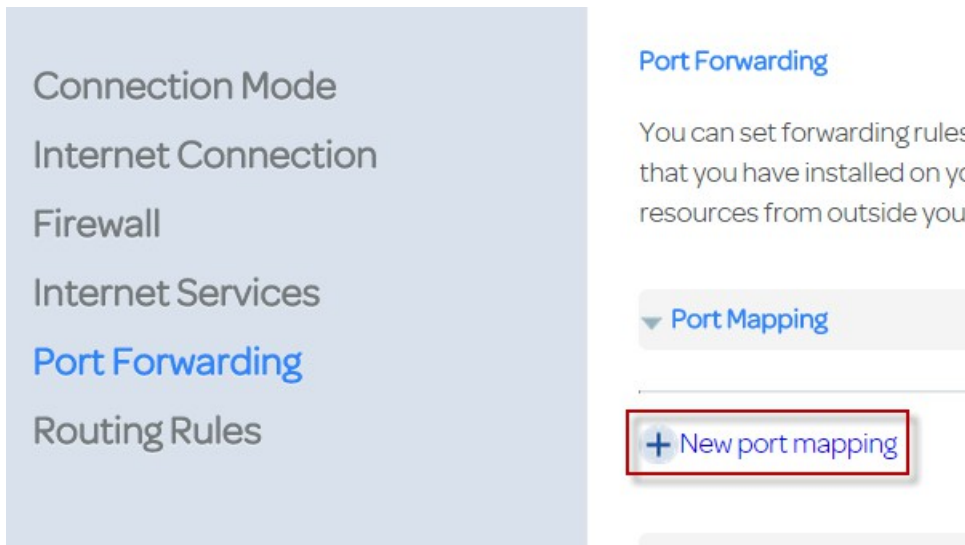 Connection Mode
Internet Connection
Firewall
Internet Services
Port Forwarding
Routing Rules
Port Forwarding
You can set forwarding rules
that you have installed on
resources from outside you
Port Mapping
New port mapping